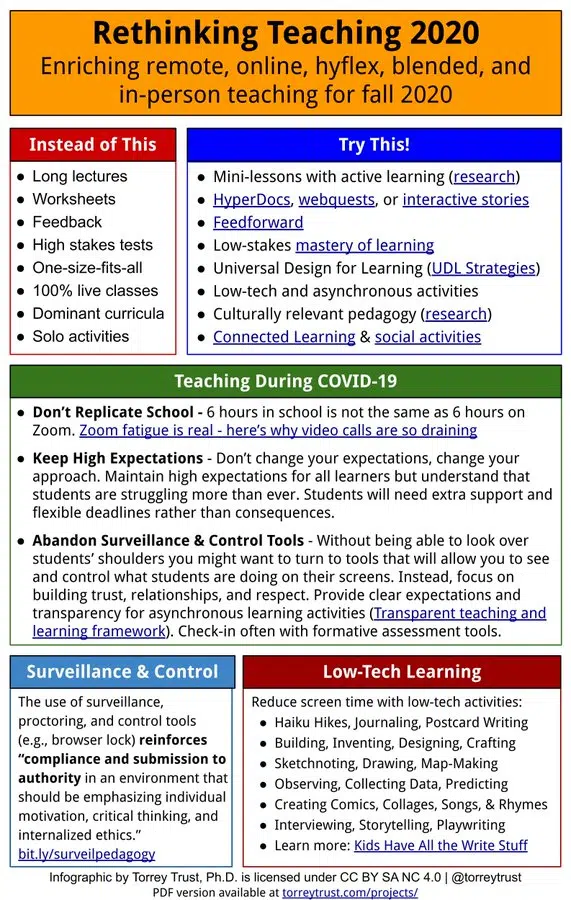 Rethinking Teaching 2020
Enriching remote, online, hyflex, blended, and
in-person teaching for fall 2020
Instead of This
● Long lectures
● Worksheets
● Feedback
● High stakes tests
● One-size-fits-all
● 100% live classes
● Dominant curricula
● Solo activities
Try This!
● Mini-lessons with active learning (research)
● HyperDocs, webquests, or interactive stories
● Feedforward
● Low-stakes mastery of learning
● Universal Design for Learning (UDL Strategies)
● Low-tech and asynchronous activities
● Culturally relevant pedagogy (research)
● Connected Learning & social activities
Teaching During COVID-19
● Don’t Replicate School - 6 hours in school is not the same as 6 hours on
Zoom. Zoom fatigue is real - here’s why video calls are so draining
● Keep High Expectations - Don’t change your expectations, change your
approach. Maintain high expectations for all learners but understand that
students are struggling more than ever. Students will need extra support and
flexible deadlines rather than consequences.
● Abandon Surveillance & Control Tools - Without being able to look over
students’ shoulders you might want to turn to tools that will allow you to see
and control what students are doing on their screens. Instead, focus on
building trust, relationships, and respect. Provide clear expectations and
transparency for asynchronous learning activities (Transparent teaching and
learning framework). Check-in often with formative assessment tools.
Surveillance & Control
The use of surveillance,
proctoring, and control tools
(e.g., browser lock) reinforces
“compliance and submission to
authority in an environment that
should be emphasizing individual
motivation, critical thinking, and
internalized ethics.”
bit.ly/surveilpedagogy
Low-Tech Learning
Reduce screen time with low-tech activities:
● Haiku Hikes, Journaling, Postcard Writing
● Building, Inventing, Designing, Crafting
● Sketchnoting, Drawing, Map-Making
● Observing, Collecting Data, Predicting
● Creating Comics, Collages, Songs, & Rhymes
● Interviewing, Storytelling, Playwriting
● Learn more: Kids Have All the Write Stuff
Infographic by Torrey Trust, Ph.D. is licensed under CC BY SA NC 4.0 | @torreytrust
PDF version available at torreytrust.com/projects/